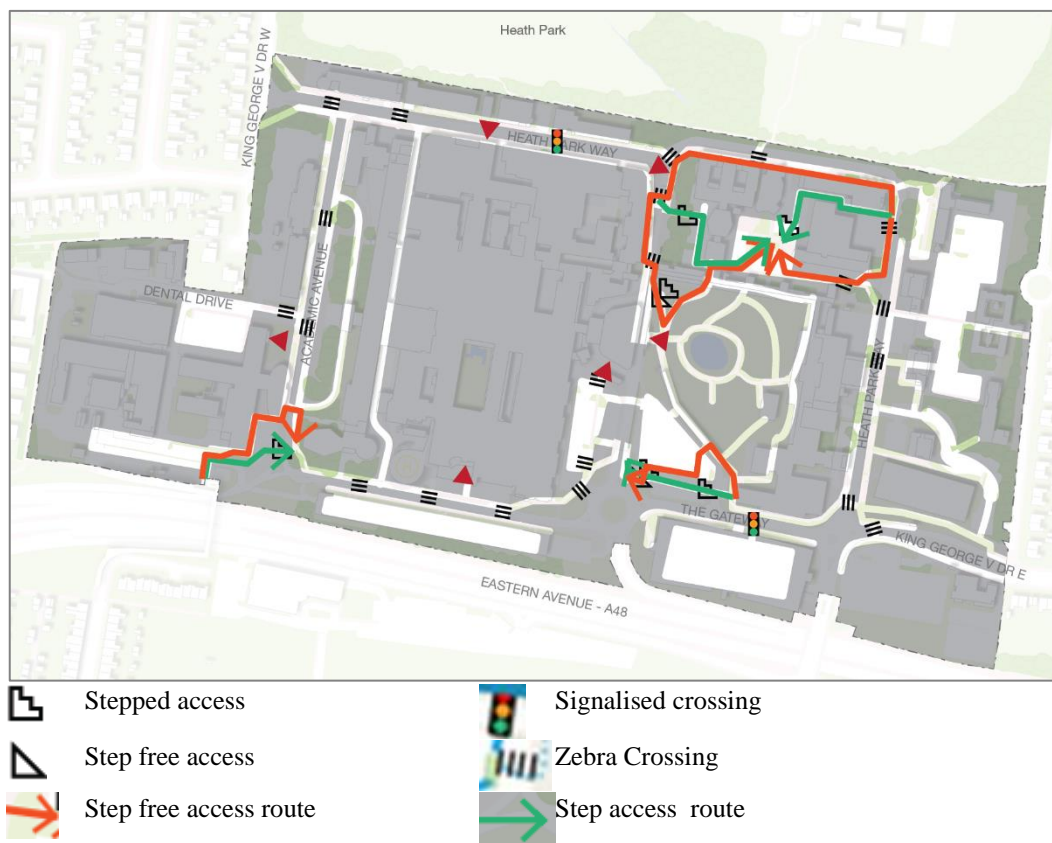 Heath Park
KING GEORGE V DR W
HEATH PARK WAY
DENTAL DRIVE
ACADEMIC AVENUE
HEATH PARK WAY
THE GATEWAY
KING GEORGE V DR E
EASTERN AVENUE - A48
Stepped access
Signalised crossing
Step free access
Zebra Crossing
Step free access route
Step access route